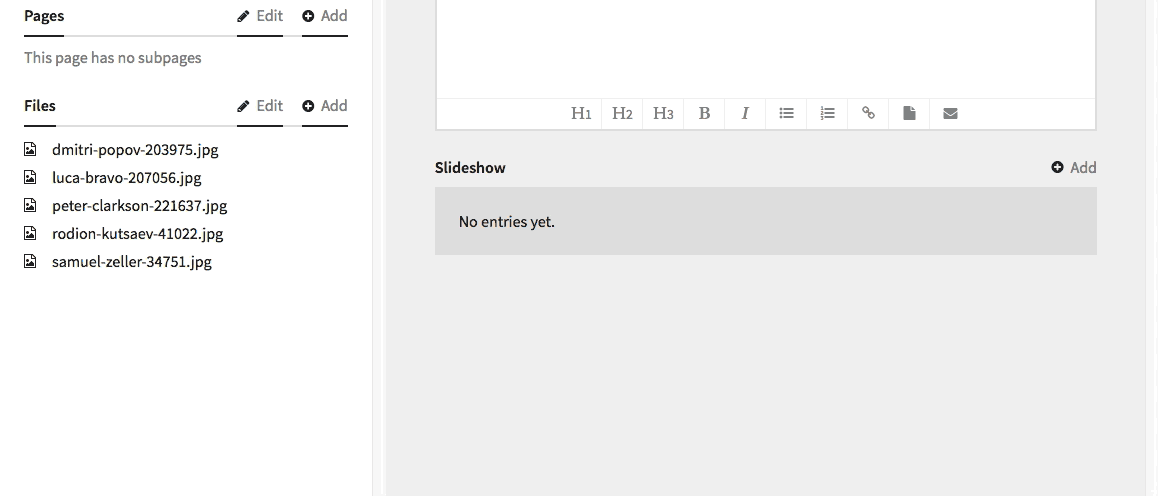 Pages Edit Add
This page has no subpages
Files Edit Add
dmitri-popov-203975.jpg
luca-bravo-207056.jpg
peter-clarkson-221637.jpg
rodion-kutsaev-41022.jpg
samuel-zeller-34751.jpg
H1 H2 H3 B I
Slideshow Add
No entries yet.